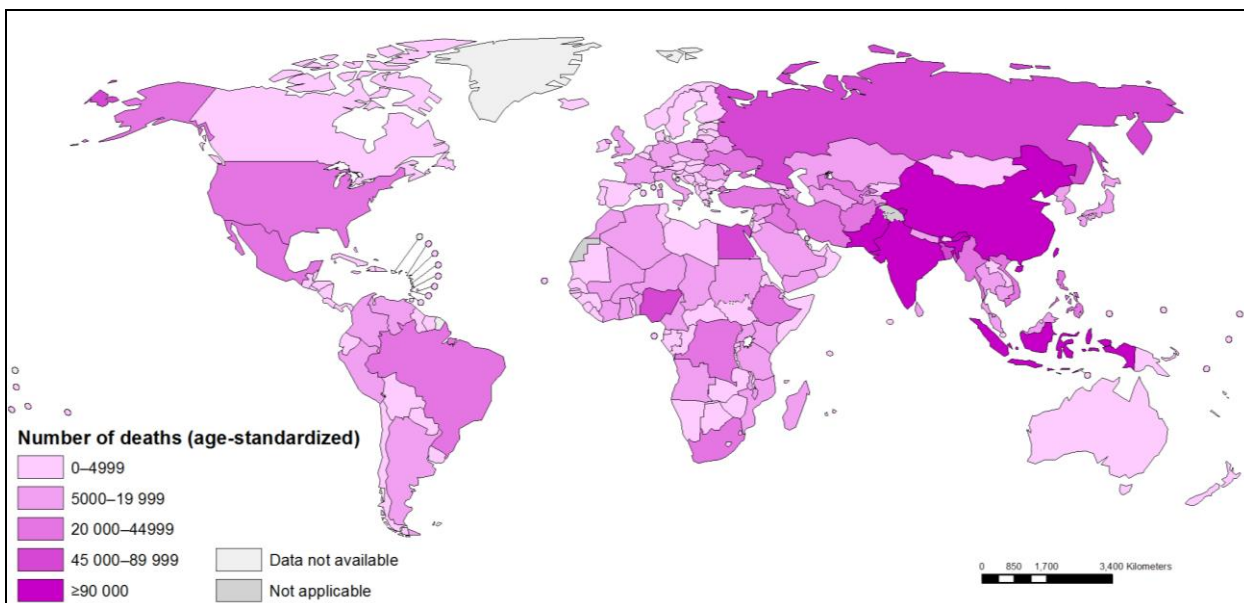 Number of deaths (age-standardized)
0–4999
5000–19 999
20 000–44999
45 000–89 999
≥90 000
Data not available
Not applicable
0 850 1,700 3,400 Kilometers